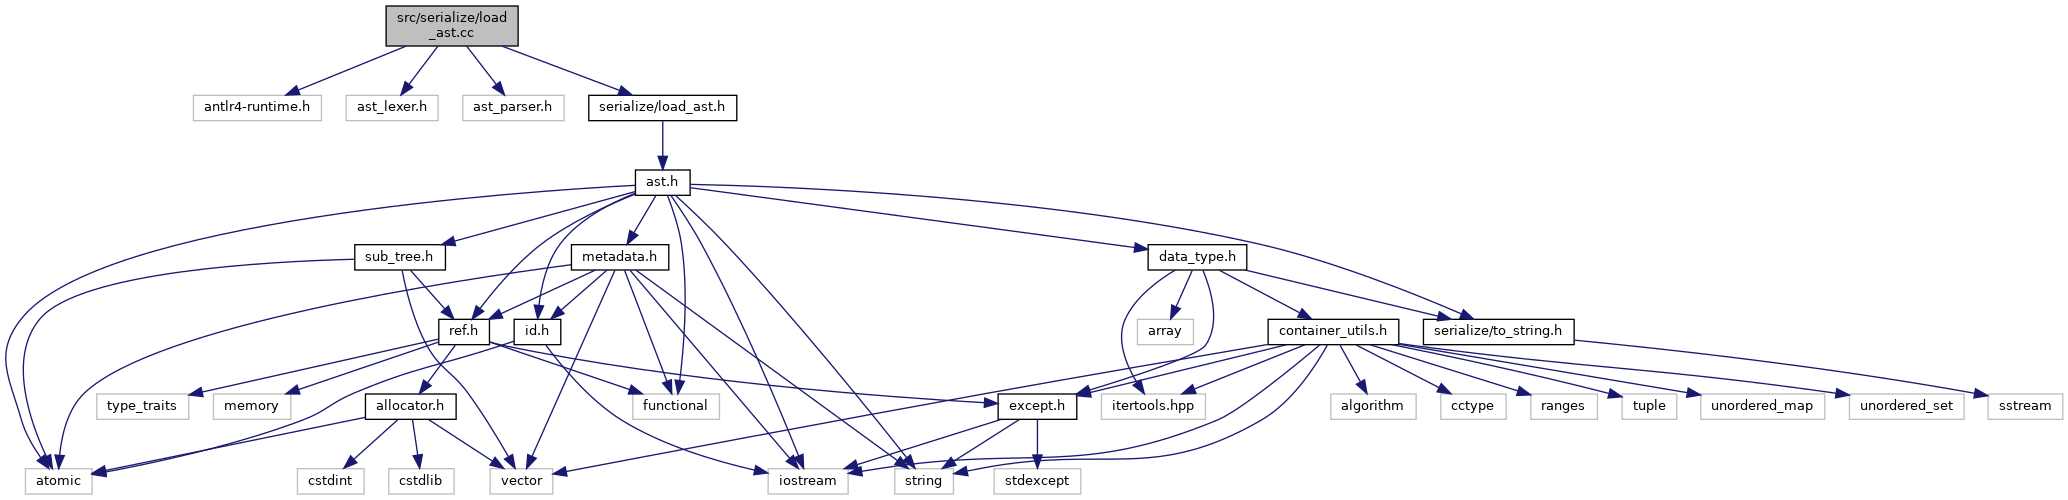 src/serialize/load
_ast.cc
antlr4-runtime.h
ast_lexer.h
ast_parser.h
serialize/load_ast.h
ast.h
sub_tree.h
metadata.h
data_type.h
ref.h
id.h
array
container_utils.h
serialize/to_string.h
type_traits
memory
allocator.h
functional
except.h
itertools.hpp
algorithm
cctype
ranges
tuple
unordered_map
unordered_set
sstream
atomic
cstdint
cstdlib
vector
iostream
string
stdexcept